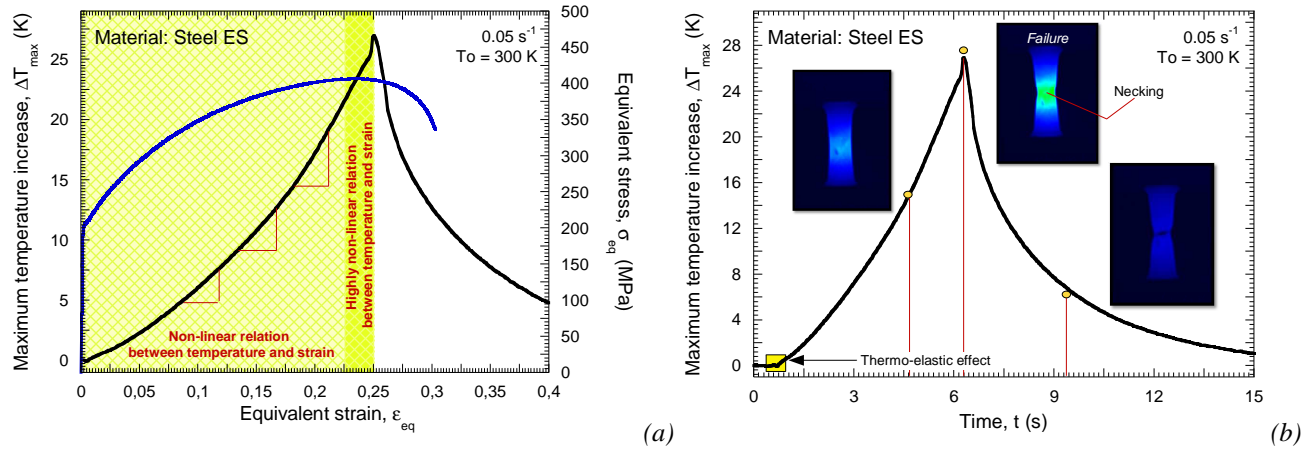 Material: Steel ES
0.05 s-1
To = 300 K
Maximum temperature increase, ΔTmax (K)
25
20
15
10
5
0
500
450
400
350
300
250
200
150
100
50
0
Equivalent stress, σeq (MPa)
Highly non-linear relation
between temperature and strain
Non-linear relation
between temperature and strain
0
0,05
0,1
0,15
0,2
0,25
0,3
0,35
0,4
Equivalent strain, εeq
(a)
Material: Steel ES
0.05 s-1
To = 300 K
Maximum temperature increase, ΔTmax (K)
28
24
20
16
12
8
4
0
Failure
Necking
Thermo-elastic effect
0
3
6
9
12
15
Time, t (s)
(b)